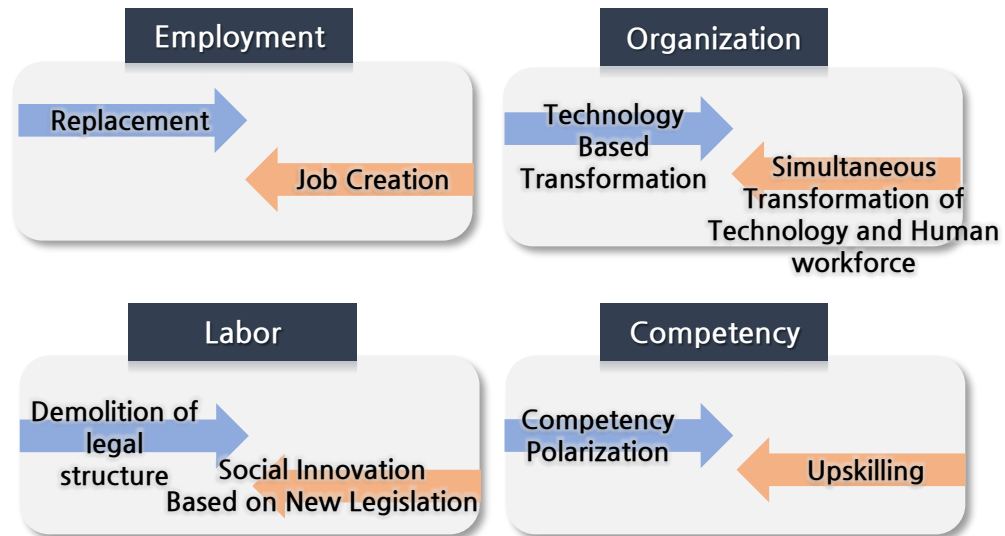 Employment
Replacement
Job Creation
Organization
Technology
Based
Transformation
Simultaneous
Transformation of
Technology and Human
workforce
Labor
Demolition of
legal
structure
Social Innovation
Based on New Legislation
Competency
Competency
Polarization
Upskilling